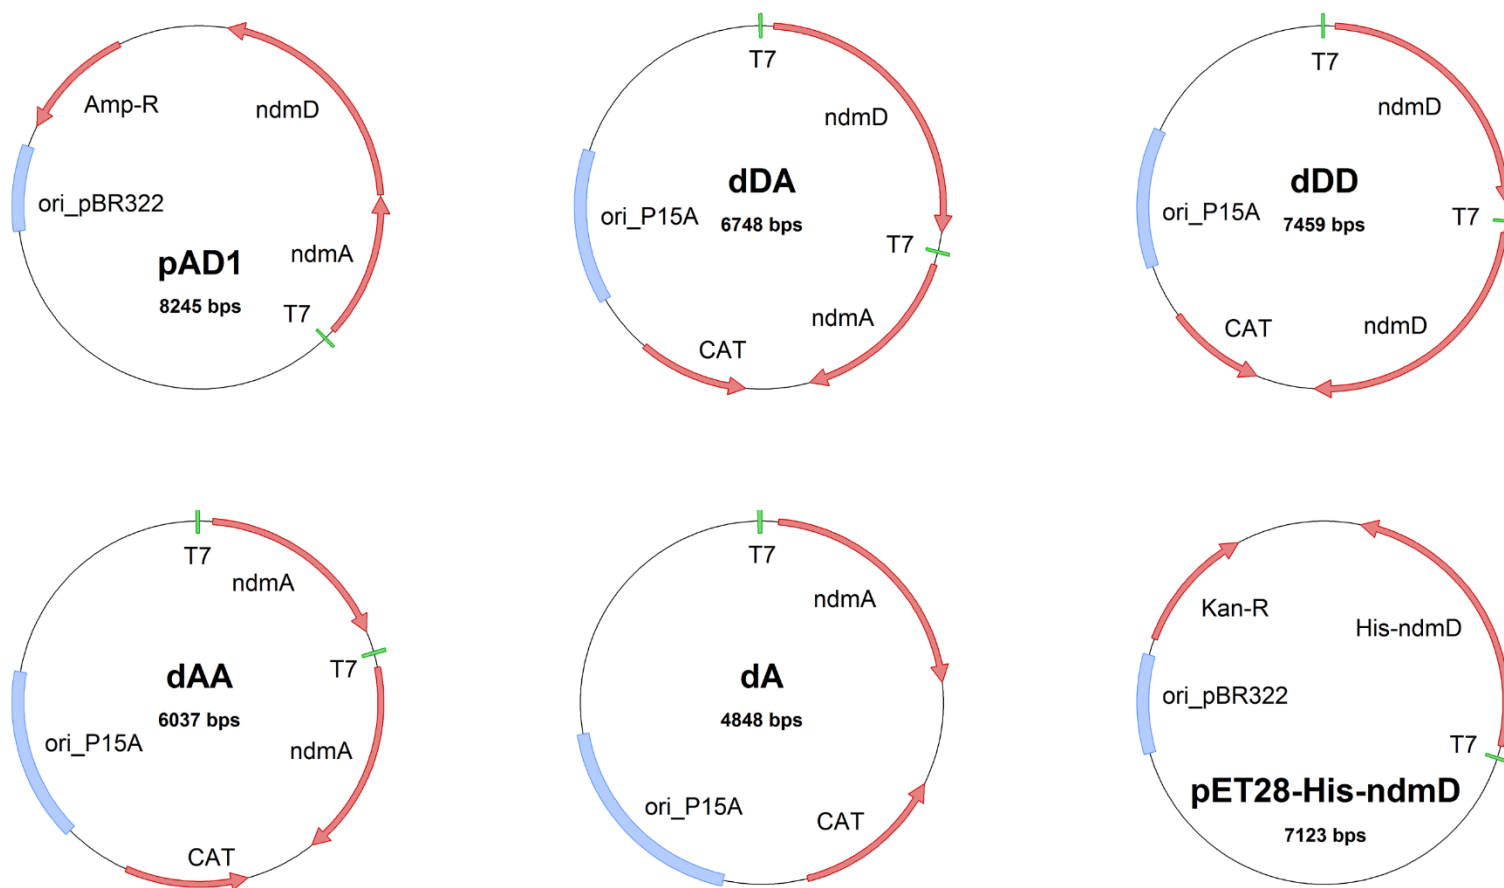 Amp-R
ndmD
ori_pBR322
pAD1
8245 bps
ndmA
T7
T7
ndmD
dDA
6748 bps
ori_P15A
T7
ndmA
CAT
T7
ndmD
dDD
7459 bps
ori_P15A
T7
ndmD
CAT
T7
ndmA
T7
dAA
6037 bps
ori_P15A
ndmA
CAT
T7
ndmA
dA
4848 bps
ori_P15A
CAT
Kan-R
His-ndmD
ori_pBR322
T7
pET28-His-ndmD
7123 bps